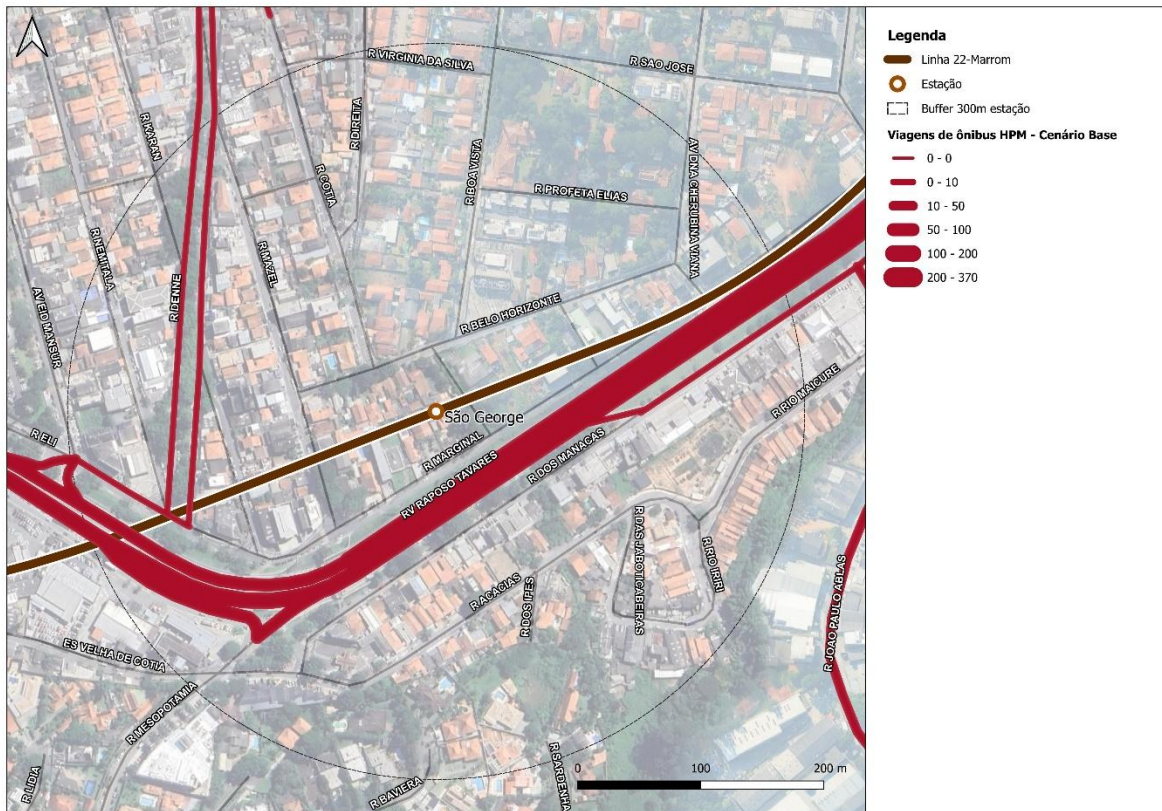 R VIRGINIA DA SILVA
R SAO JOSE
R KARAN
R DIREITA
R COTIA
R BOA VISTA
AV DNA CHERUBINA VIANA
R PROFETA ELIAS
R NEMITALA
R MAZEL
R DENNE
AV EID MANSUR
R BELO HORIZONTE
R RIO MAICURE
São George
R ELI
R MARGINAL
R DOS MANACAS
RV RAPOSO TAVARES
R DAS JABOTICABEIRAS
R RIO IRIRI
R ACACIAS
R DOS IPES
R JOAO PAULO ABLAS
ES VELHA DE COTIA
R MESOPOTAMIA
R LIDIA
R BAVIERA
R SARDENHA
0 100 200 m
Legenda
Linha 22-Marrom
Estação
Buffer 300m estação
Viagens de ônibus HPM - Cenário Base
0 - 0
0 - 10
10 - 50
50 - 100
100 - 200
200 - 370